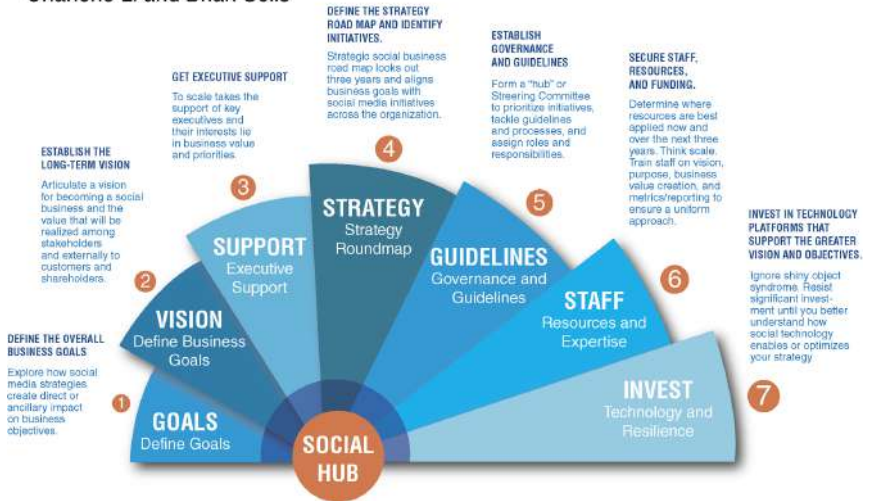 DEFINE THE OVERALL
BUSINESS GOALS
Explore how social
media strategies
create direct or
ancillary impact
on business
objectives.
1
GOALS
Define Goals
ESTABLISH THE
LONG-TERM VISION
Articulate a vision
for becoming a social
business and the
value that will be
realized among
stakeholders
and externally to
customers and
shareholders.
2
VISION
Define Business
Goals
GET EXECUTIVE SUPPORT
To scale takes the
support of key
executives and
their interests lie
in business value
and priorities.
3
SUPPORT
Executive
Support
DEFINE THE STRATEGY
ROAD MAP AND IDENTIFY
INITIATIVES.
Strategic social business
road map looks out
three years and aligns
business goals with
social media initiatives
across the organization.
4
STRATEGY
Strategy
Roundmap
ESTABLISH
GOVERNANCE
AND GUIDELINES
Form a "hub" or
Streering Committee
to prioritize initiatives,
tackle guidelines
and processes, and
assign roles and
responsibilities.
5
GUIDELINES
Governance and
Guidelines
SECURE STAFF,
RESOURCES,
AND FUNDING.
Determine where
resources are best
applied now and
over the next three
years. Think scale.
Train staff on vision,
purpose, business
value creation, and
metrics/reporting to
ensure a uniform
approach.
6
STAFF
Resources and
Expertise
INVEST IN TECHNOLOGY
PLATFORMS THAT
SUPPORT THE GREATER
VISION AND OBJECTIVES.
Ignore shiny object
syndrome. Resist
significant invest-
ment until you better
understand how
social technology
enables or optimizes
your strategy
7
INVEST
Technology and
Resilience
SOCIAL
HUB